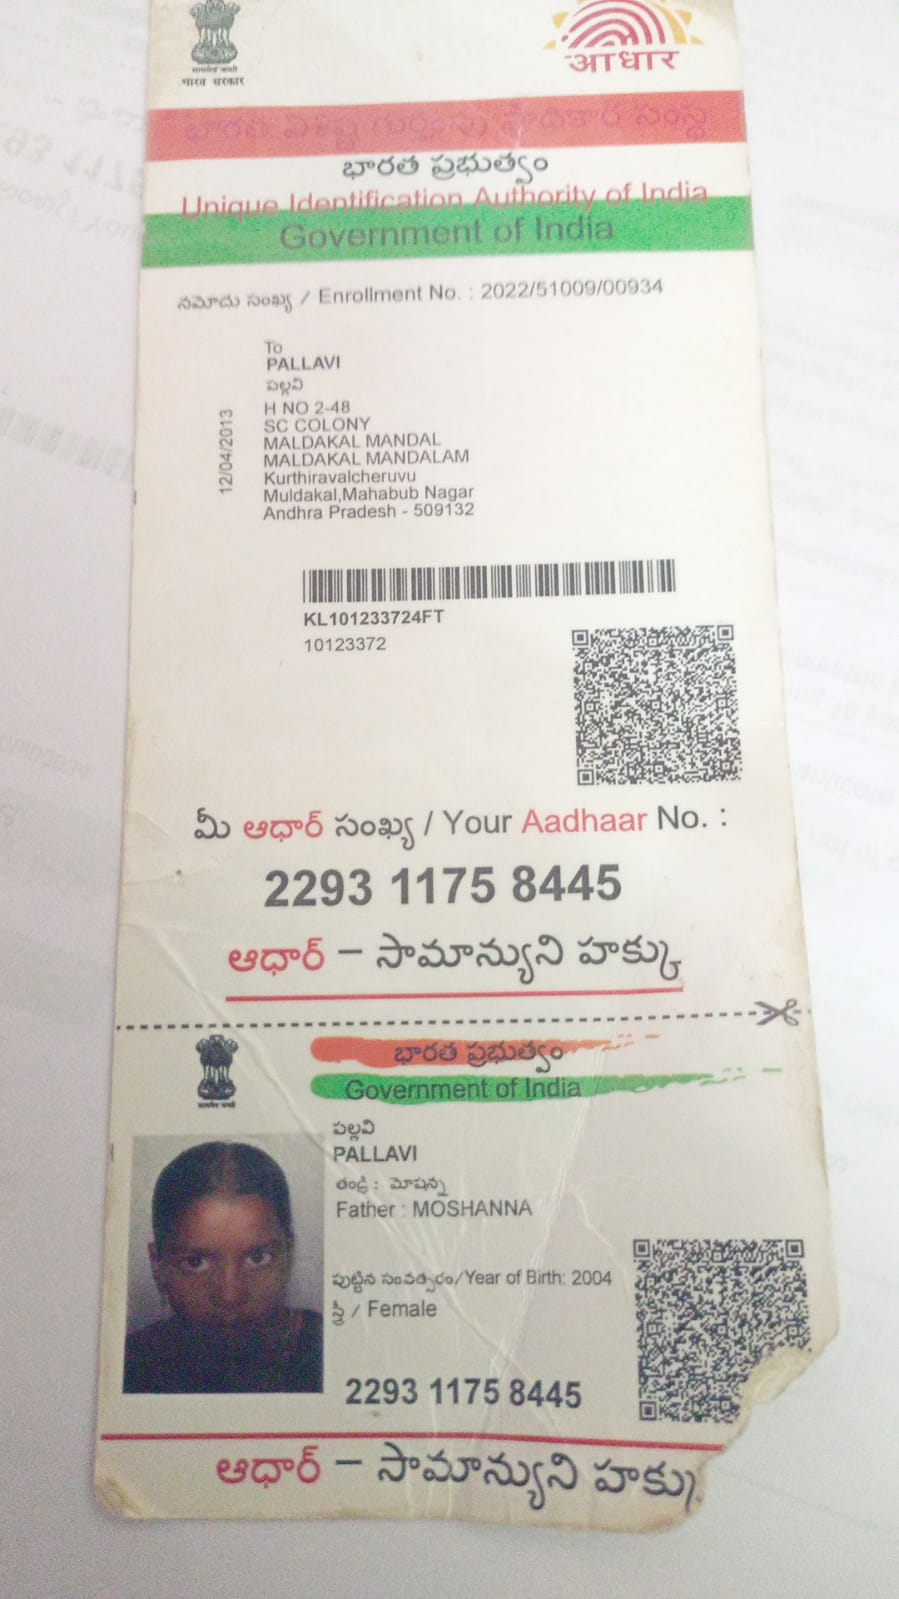 सत्यमेव जयते
भारत सरकार
आधार
భారత విశిష్ట గుర్తింపు ప్రాధికార సంస్థ
భారత ప్రభుత్వం
Unique Identification Authority of India
Government of India
నమోదు సంఖ్య / Enrollment No. : 2022/51009/00934
To
PALLAVI
పల్లవి
H NO 2-48
SC COLONY
MALDAKAL MANDAL
MALDAKAL MANDALAM
Kurthiravalcheruvu
Muldakal,Mahabub Nagar
Andhra Pradesh - 509132
12/04/2013
KL101233724FT
10123372
మీ ఆధార్ సంఖ్య / Your Aadhaar No. :
2293 1175 8445
ఆధార్ – సామాన్యుని హక్కు
భారత ప్రభుత్వం
Government of India
सत्यमेव जयते
పల్లవి
PALLAVI
తండ్రి : మోషన్న
Father : MOSHANNA
పుట్టిన సంవత్సరం/Year of Birth: 2004
స్త్రీ / Female
2293 1175 8445
ఆధార్ – సామాన్యుని హక్కు